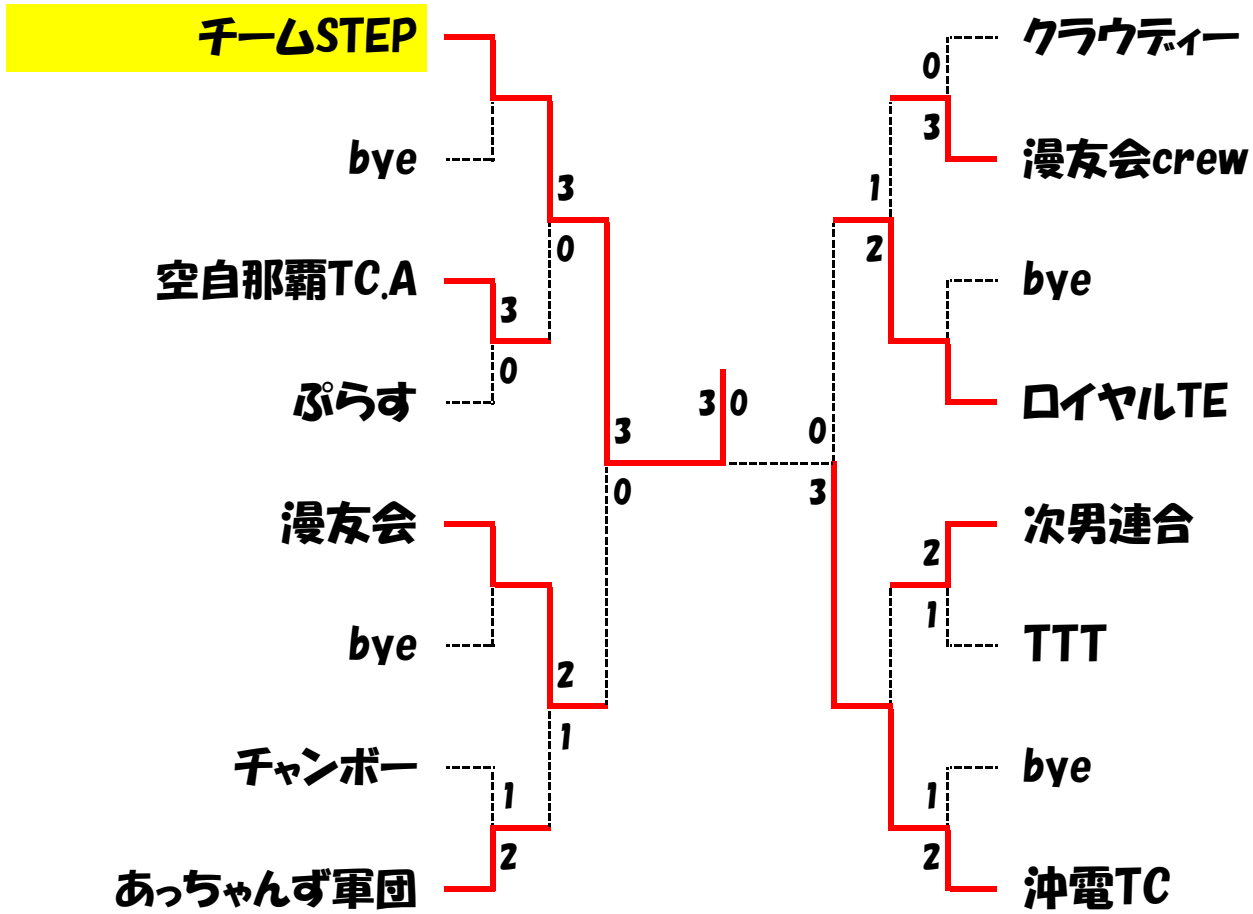 チームSTEP
bye
3
0
空自那覇TC.A
3
0
ぷらす
3
0
漫友会
bye
2
1
チャンボー
1
2
あっちゃんず軍団
3 0
クラウディー
0
3
漫友会crew
1
2
bye
ロイヤルTE
0
3
次男連合
2
1
TTT
bye
1
2
沖電TC